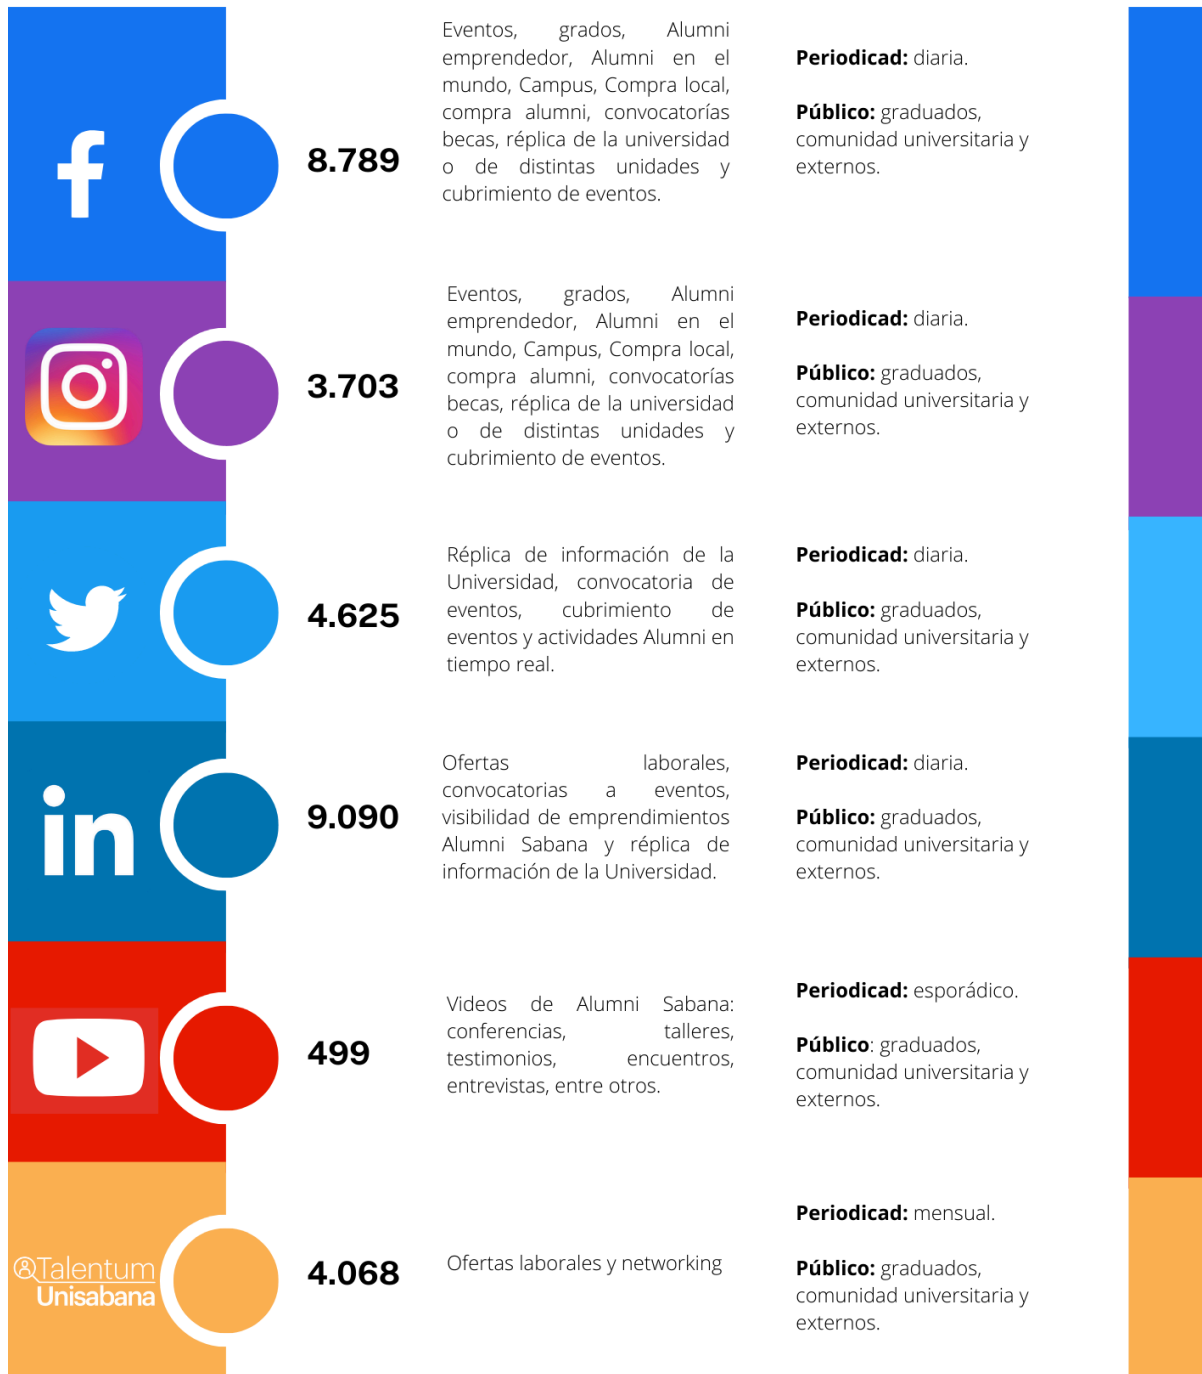 8.789
Eventos, grados, Alumni
emprendedor, Alumni en el
mundo, Campus, Compra local,
compra alumni, convocatorías
becas, réplica de la universidad
o de distintas unidades y
cubrimiento de eventos.
Periodicad: diaria.
Público: graduados,
comunidad universitaria y
externos.
3.703
Eventos, grados, Alumni
emprendedor, Alumni en el
mundo, Campus, Compra local,
compra alumni, convocatorías
becas, réplica de la universidad
o de distintas unidades y
cubrimiento de eventos.
Periodicad: diaria.
Público: graduados,
comunidad universitaria y
externos.
4.625
Réplica de información de la
Universidad, convocatoria de
eventos, cubrimiento de
eventos y actividades Alumni en
tiempo real.
Periodicad: diaria.
Público: graduados,
comunidad universitaria y
externos.
in
9.090
Ofertas laborales,
convocatorias a eventos,
visibilidad de emprendimientos
Alumni Sabana y réplica de
información de la Universidad.
Periodicad: diaria.
Público: graduados,
comunidad universitaria y
externos.
499
Videos de Alumni Sabana:
conferencias, talleres,
testimonios, encuentros,
entrevistas, entre otros.
Periodicad: esporádico.
Público: graduados,
comunidad universitaria y
externos.
Talentum
Unisabana
4.068
Ofertas laborales y networking
Periodicad: mensual.
Público: graduados,
comunidad universitaria y
externos.